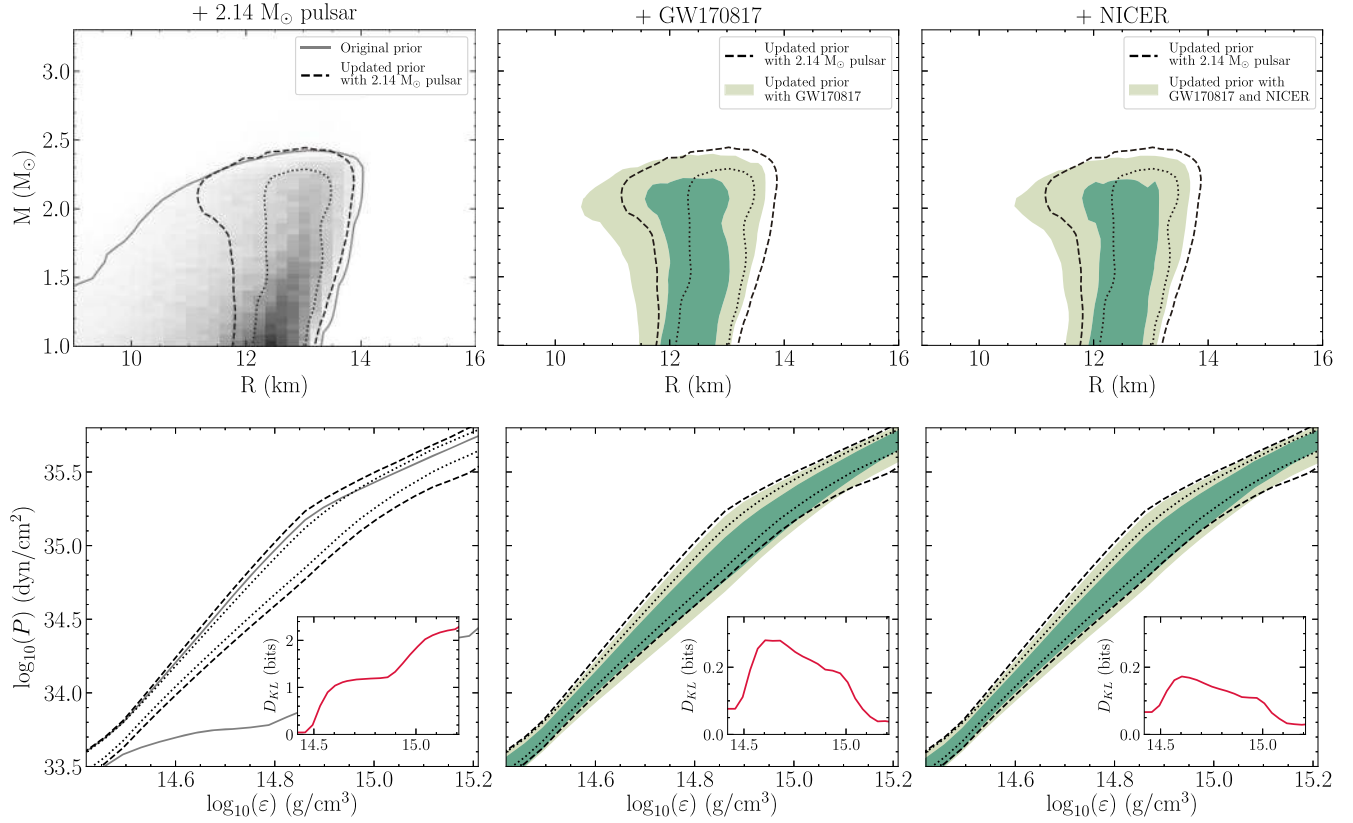 + 2.14 M⊙ pulsar
+ GW170817
+ NICER
Original prior
Updated prior
with 2.14 M⊙ pulsar
Updated prior
with 2.14 M⊙ pulsar
Updated prior
with GW170817
Updated prior
with 2.14 M⊙ pulsar
Updated prior with
GW170817 and NICER
M (M⊙)
3.0
2.5
2.0
1.5
1.0
10 12 14 16
10 12 14 16
10 12 14 16
R (km)
R (km)
R (km)
log₁₀(P) (dyn/cm²)
35.5
35.0
34.5
34.0
33.5
D_KL (bits)
2
1
0
14.5 15.0
D_KL (bits)
0.2
0.0
14.5 15.0
D_KL (bits)
0.2
0.0
14.5 15.0
14.6 14.8 15.0 15.2
14.6 14.8 15.0 15.2
14.6 14.8 15.0 15.2
log₁₀(ε) (g/cm³)
log₁₀(ε) (g/cm³)
log₁₀(ε) (g/cm³)